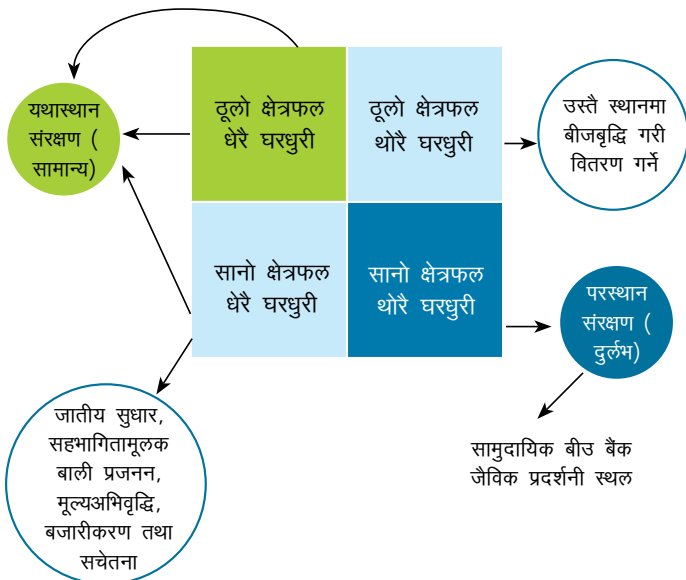 यथास्थान
संरक्षण (
सामान्य)
ठूलो क्षेत्रफल
धेरै घरधुरी
ठूलो क्षेत्रफल
थोरै घरधुरी
उस्तै स्थानमा
बीजबृद्धि गरी
वितरण गर्ने
सानो क्षेत्रफल
धेरै घरधुरी
सानो क्षेत्रफल
थोरै घरधुरी
परस्थान
संरक्षण (
दुर्लभ)
जातीय सुधार,
सहभागितामूलक
बाली प्रजनन,
मूल्यअभिवृद्धि,
बजारीकरण तथा
सचेतना
सामुदायिक बीउ बैंक
जैविक प्रदर्शनी स्थल